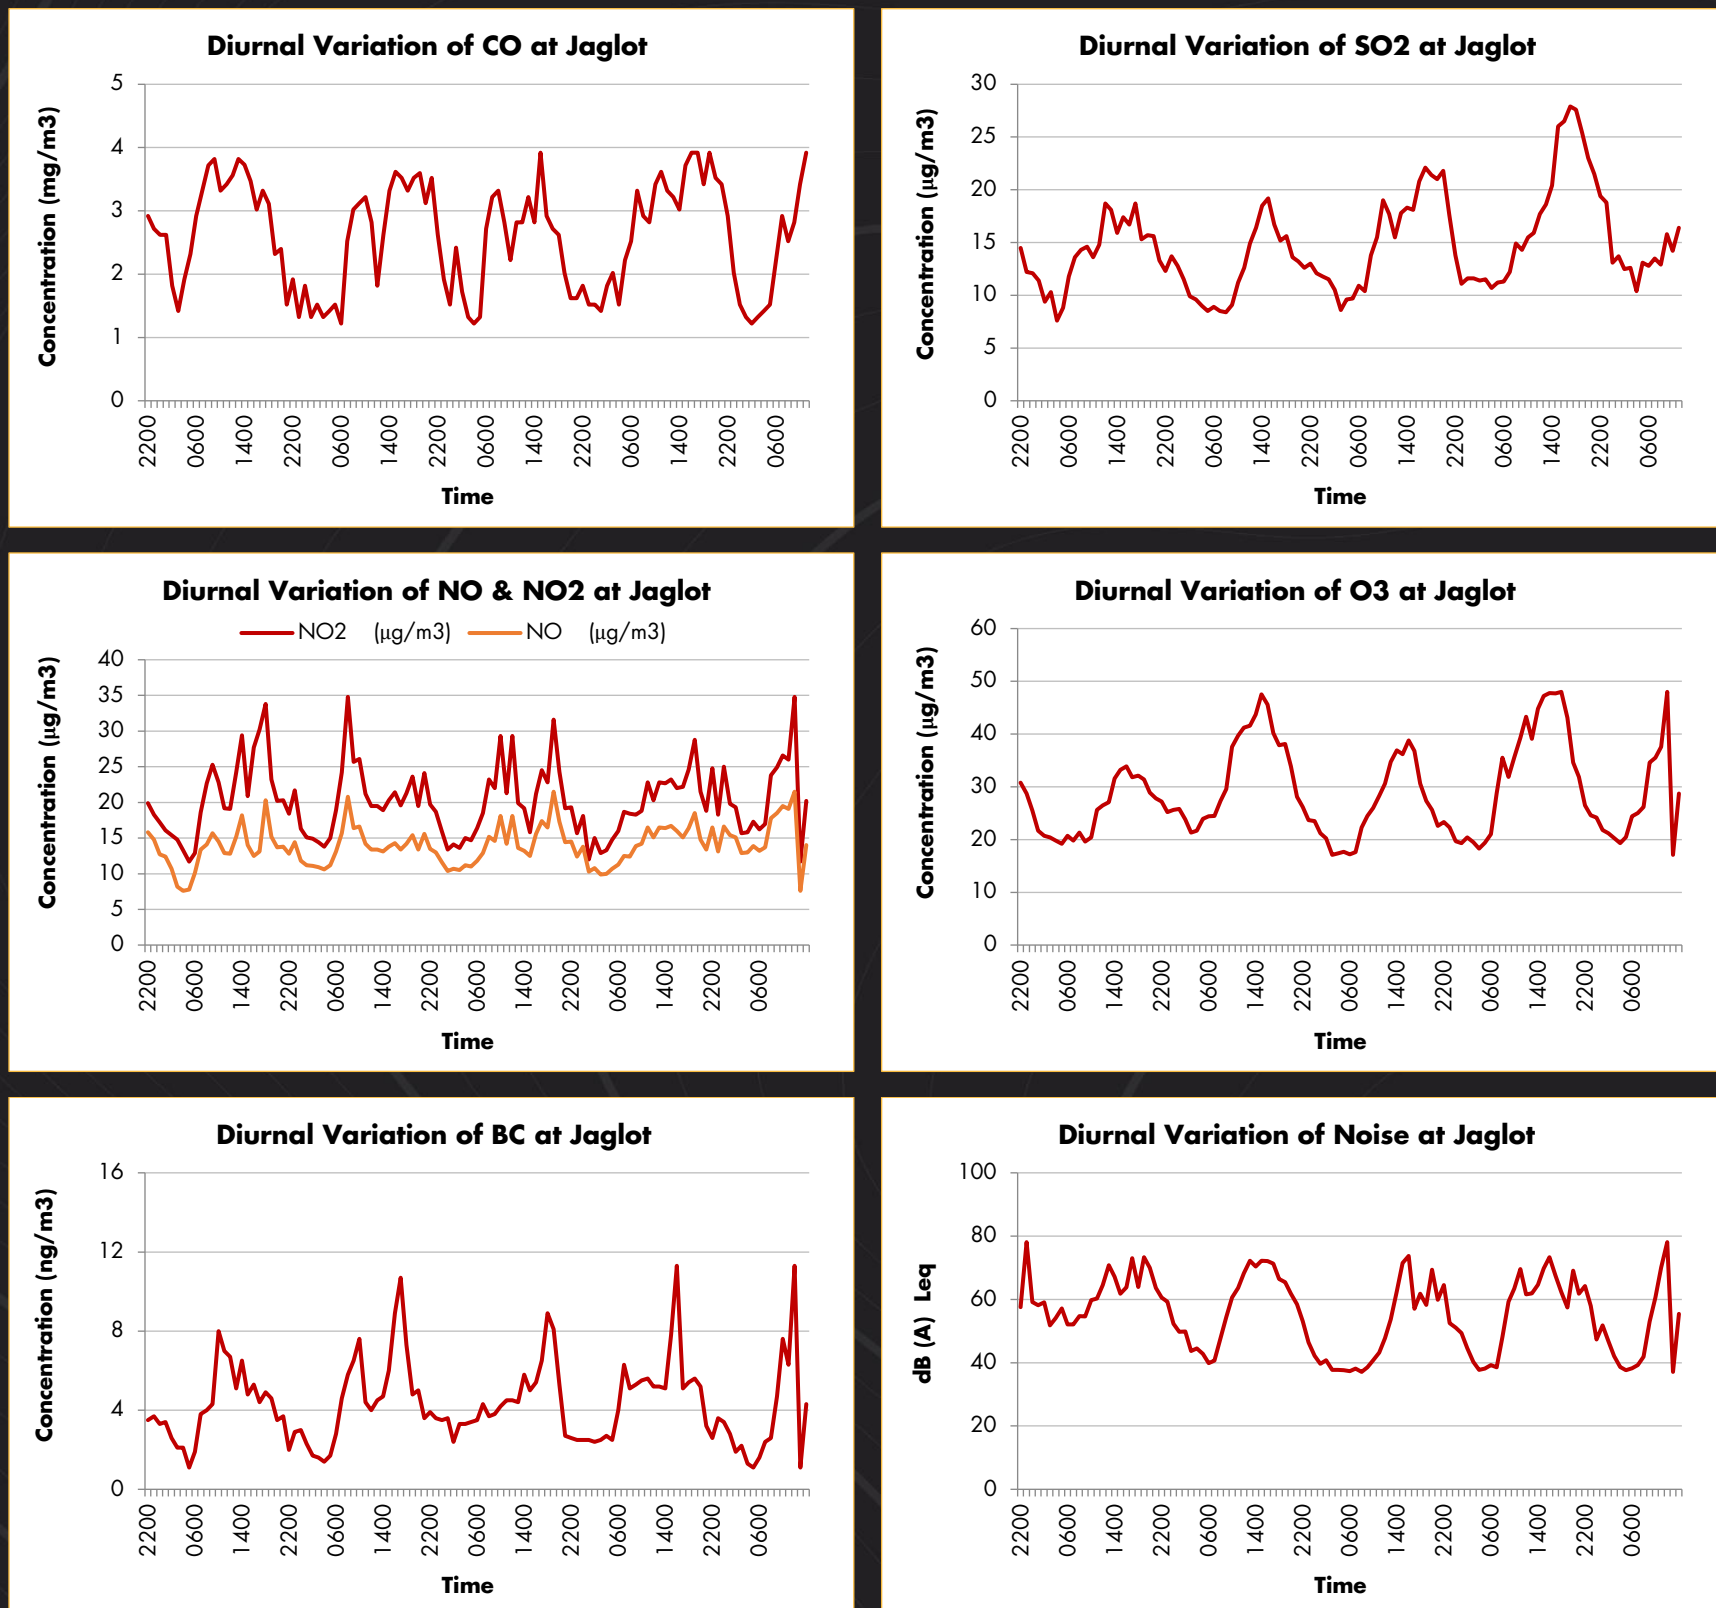 Diurnal Variation of CO at Jaglot
Concentration (mg/m3)
5
4
3
2
1
0
2200 0600 1400 2200 0600 1400 2200 0600 1400 2200 0600 1400 2200 0600
Time
Diurnal Variation of SO2 at Jaglot
Concentration (µg/m3)
30
25
20
15
10
5
0
2200 0600 1400 2200 0600 1400 2200 0600 1400 2200 0600 1400 2200 0600
Time
Diurnal Variation of NO & NO2 at Jaglot
NO2 (µg/m3) NO (µg/m3)
Concentration (µg/m3)
40
35
30
25
20
15
10
5
0
2200 0600 1400 2200 0600 1400 2200 0600 1400 2200 0600 1400 2200 0600
Time
Diurnal Variation of O3 at Jaglot
Concentration (µg/m3)
60
50
40
30
20
10
0
2200 0600 1400 2200 0600 1400 2200 0600 1400 2200 0600 1400 2200 0600
Time
Diurnal Variation of BC at Jaglot
Concentration (ng/m3)
16
12
8
4
0
2200 0600 1400 2200 0600 1400 2200 0600 1400 2200 0600 1400 2200 0600
Time
Diurnal Variation of Noise at Jaglot
dB (A) Leq
100
80
60
40
20
0
2200 0600 1400 2200 0600 1400 2200 0600 1400 2200 0600 1400 2200 0600
Time